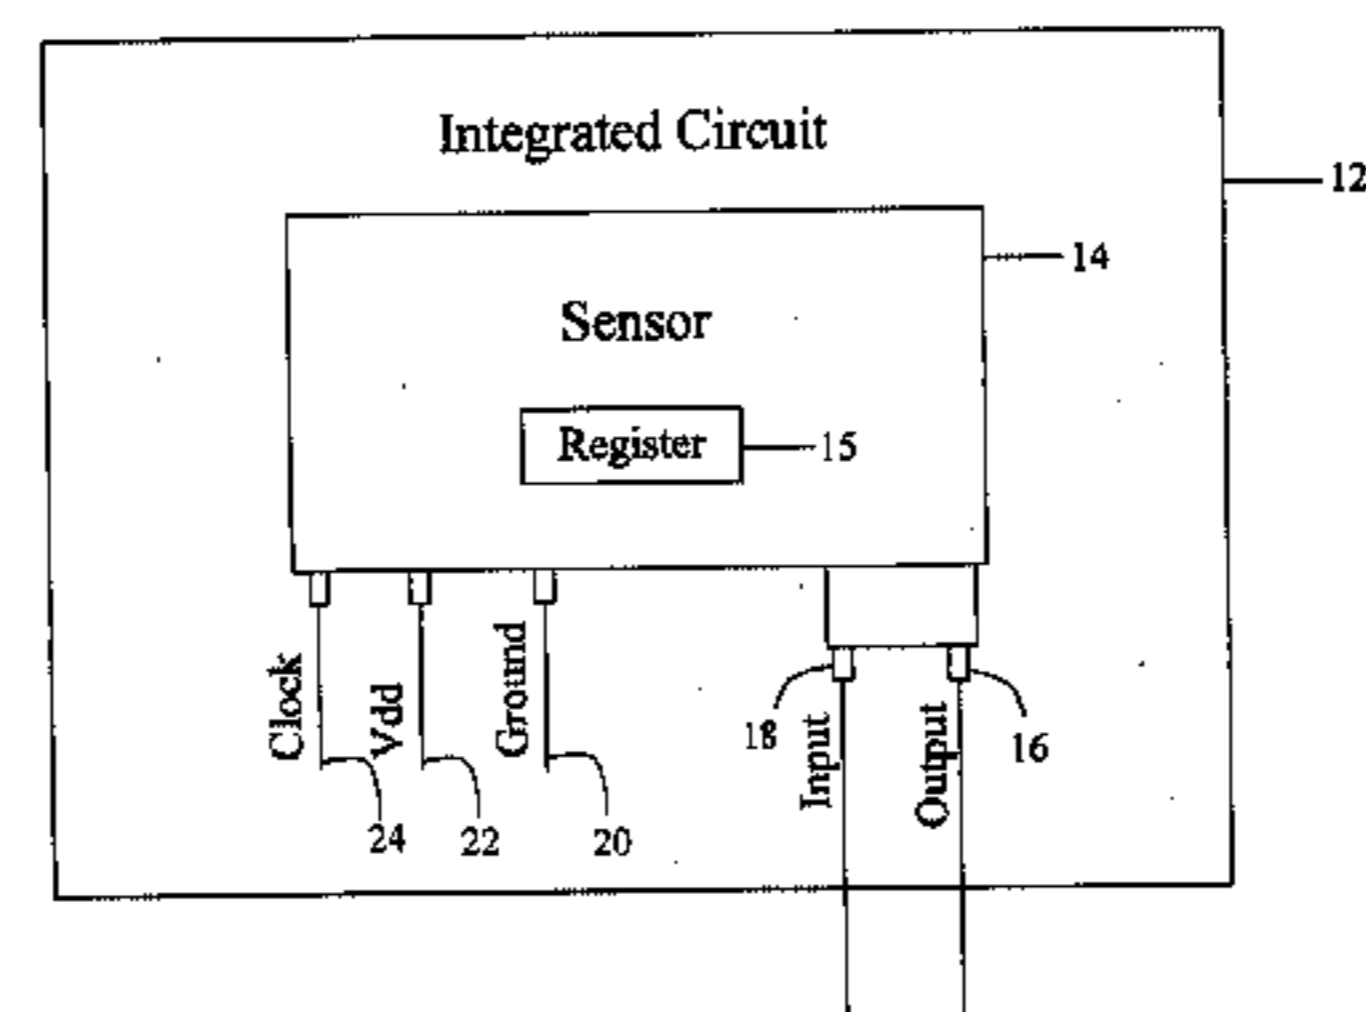 Integrated Circuit
12
14
Sensor
Register
15
Clock
Vdd
Ground
Input
Output
18
16
24
22
20